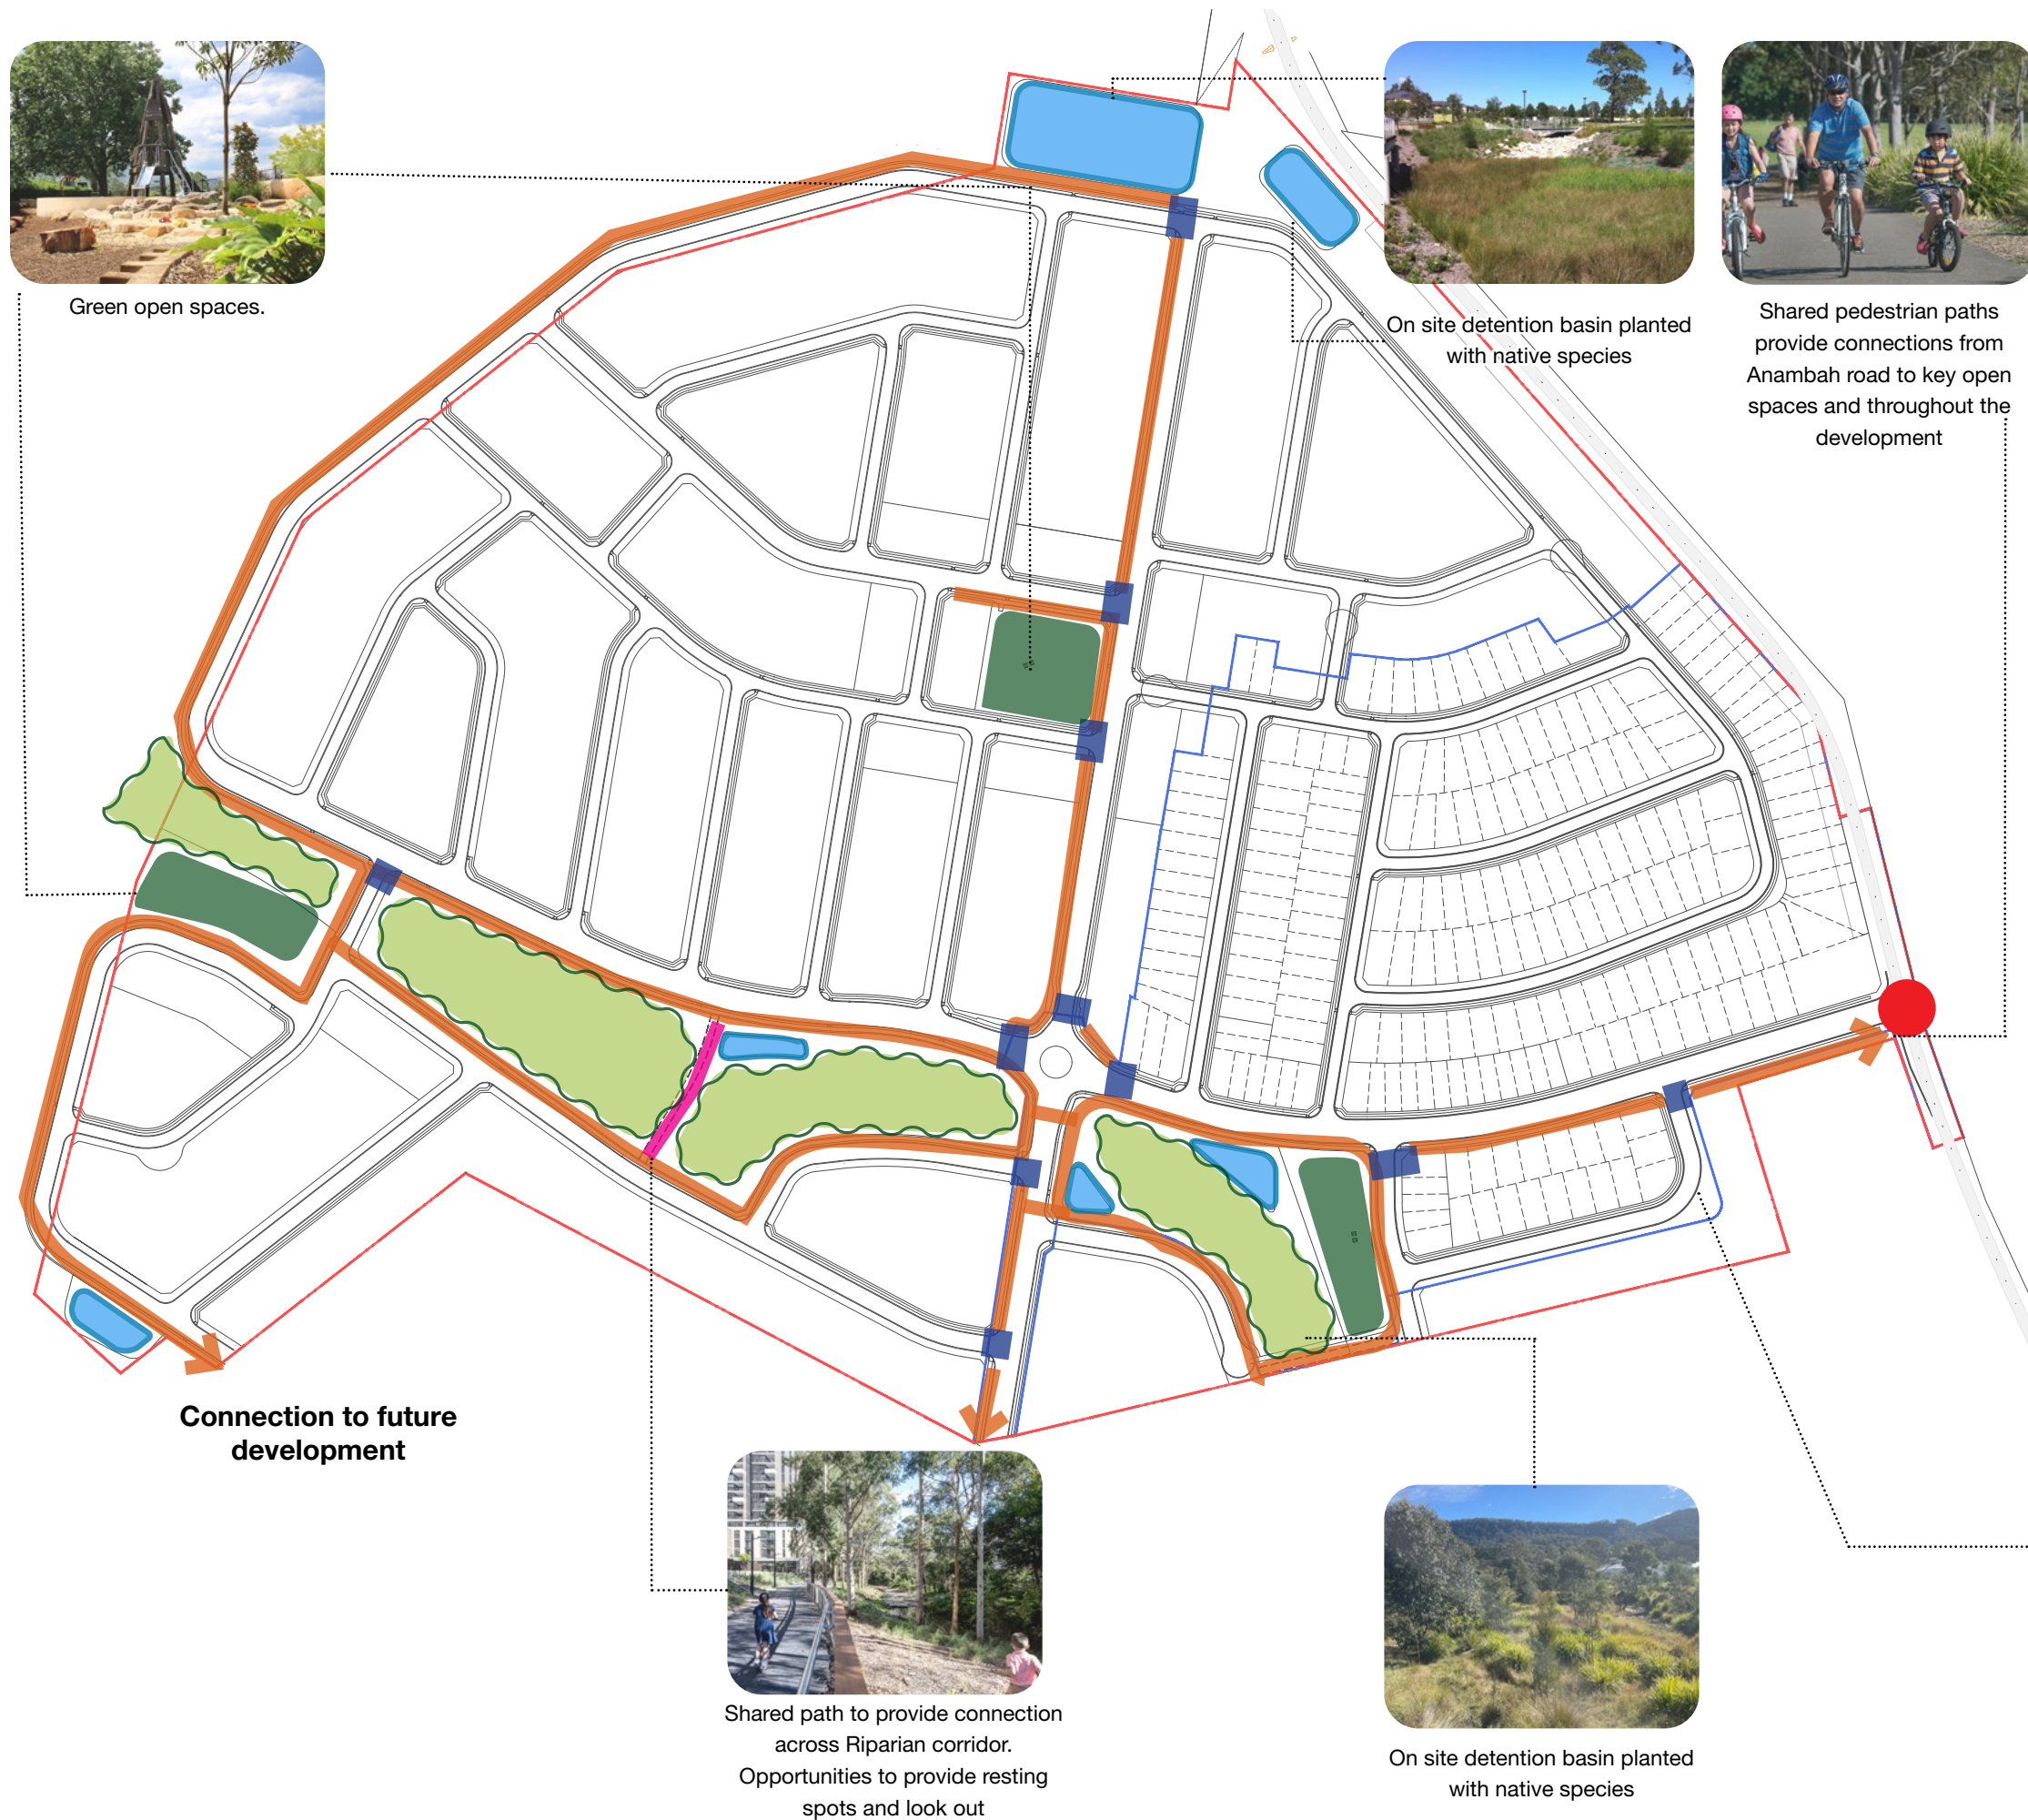 Green open spaces.
On site detention basin planted
with native species
Shared pedestrian paths
provide connections from
Anambah road to key open
spaces and throughout the
development
Connection to future
development
Shared path to provide connection
across Riparian corridor.
Opportunities to provide resting
spots and look out
On site detention basin planted
with native species